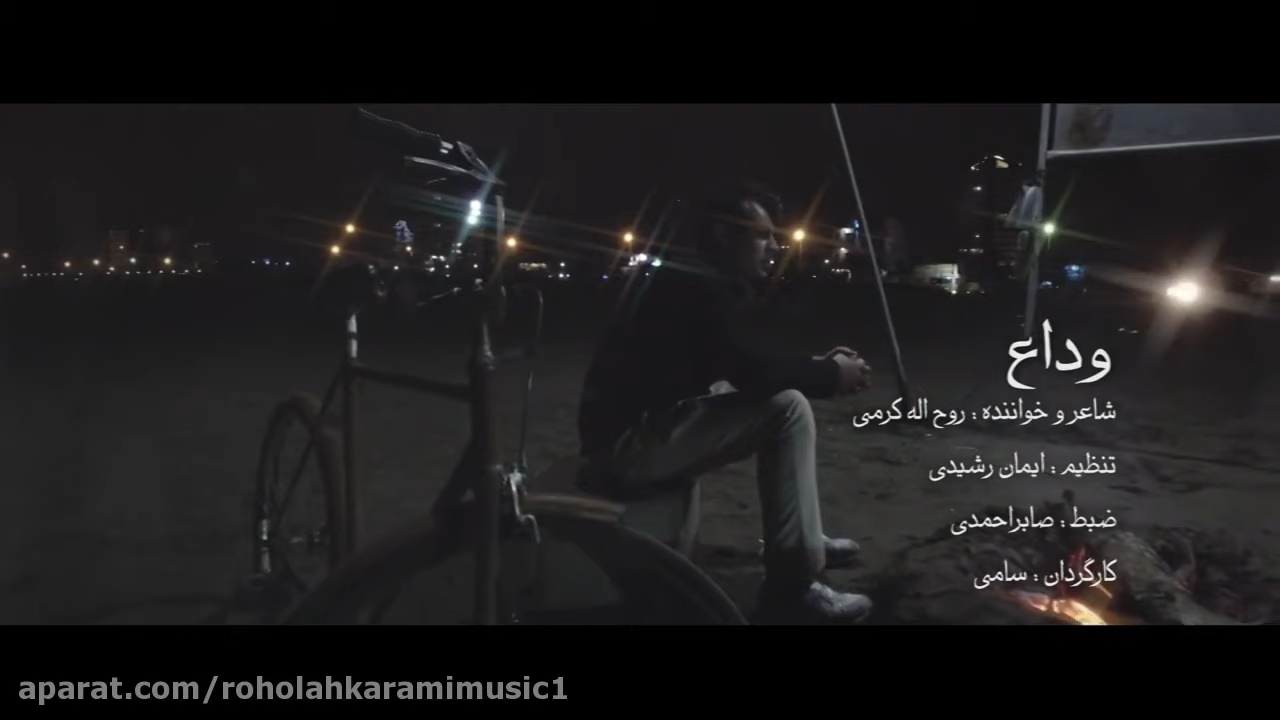 وداع
شاعر و خواننده : روح اله کرمی
تنظیم : ایمان رشیدی
ضبط : صابراحمدی
کارگردان : سامی
aparat.com/roholahkaramimusic1